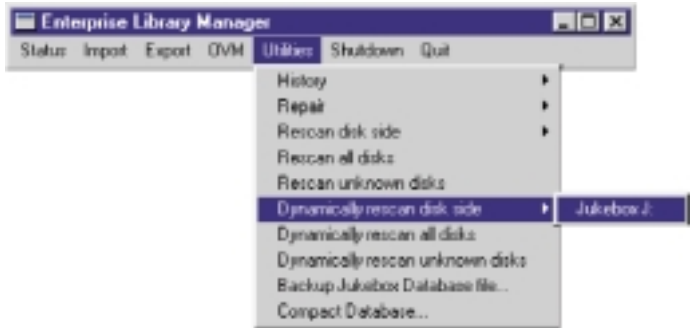 Enterprise Library Manager
Status Import Export OVM Utilities Shutdown Quit
History
Repair
Rescan disk side
Rescan all disks
Rescan unknown disks
Dynamically rescan disk side Jukebox J:
Dynamically rescan all disks
Dynamically rescan unknown disks
Backup Jukebox Database file...
Compact Database...